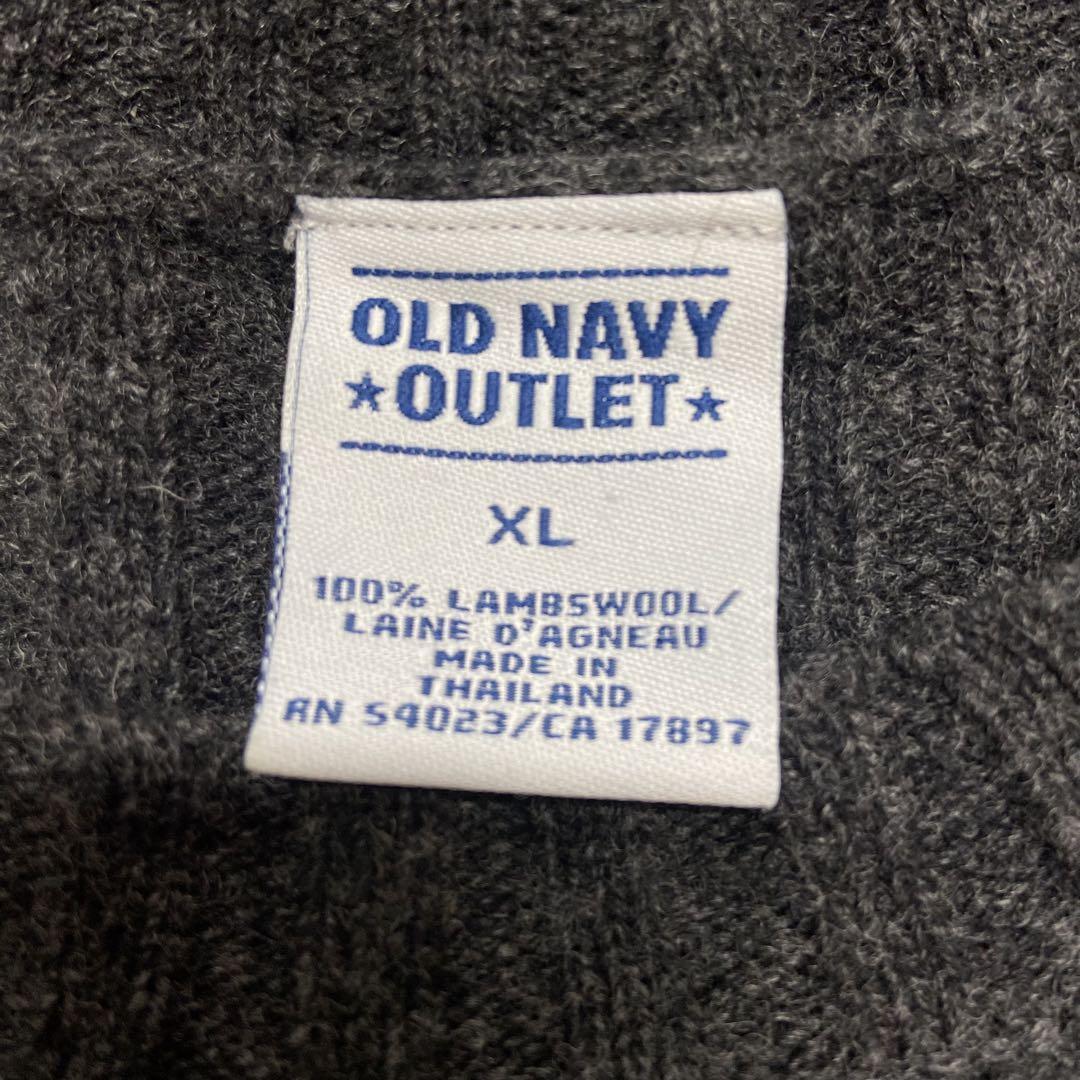 OLD NAVY
★OUTLET★
XL
100% LAMBSWOOL/
LAINE D'AGNEAU
MADE IN
THAILAND
RN 54023/CA 17897